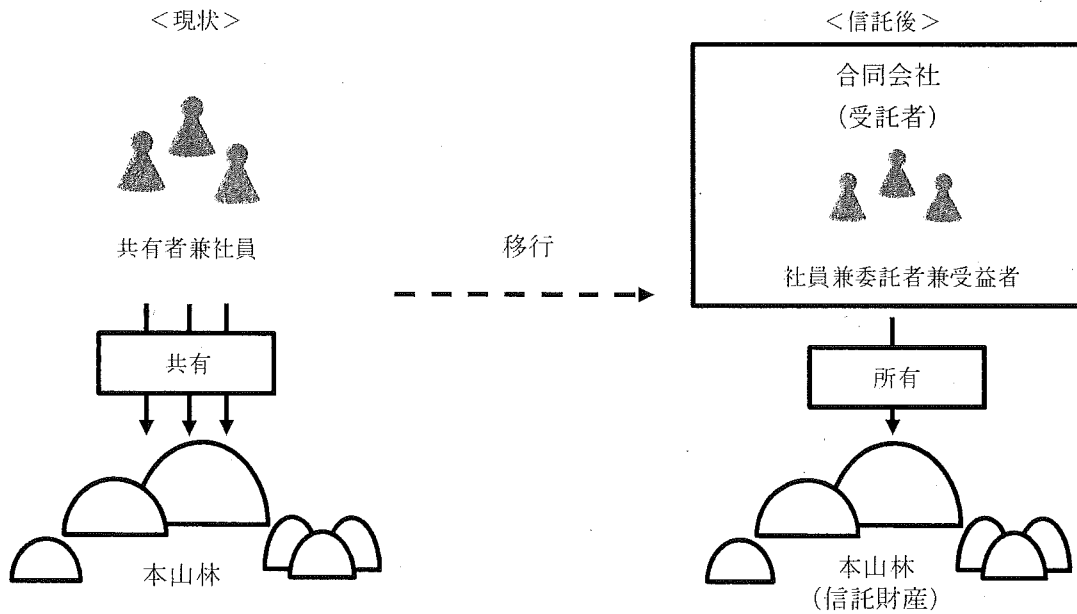 <現状>
共有者兼社員
共有
本山林
移行
<信託後>
合同会社
(受託者)
社員兼委託者兼受益者
所有
本山林
(信託財産)